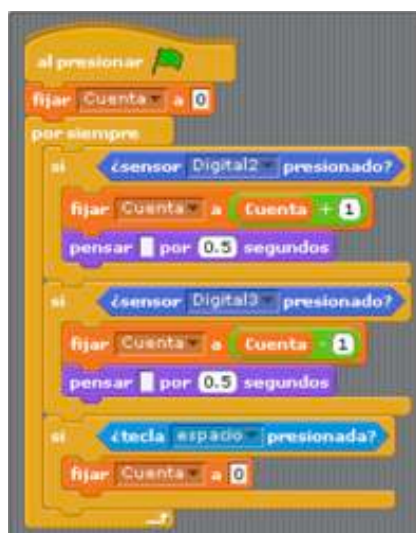 al presionar
fijar Cuenta a 0
por siempre
si ¿sensor Digital2 presionado?
fijar Cuenta a Cuenta + 1
pensar por 0.5 segundos
si ¿sensor Digital3 presionado?
fijar Cuenta a Cuenta - 1
pensar por 0.5 segundos
si ¿tecla espacio presionada?
fijar Cuenta a 0